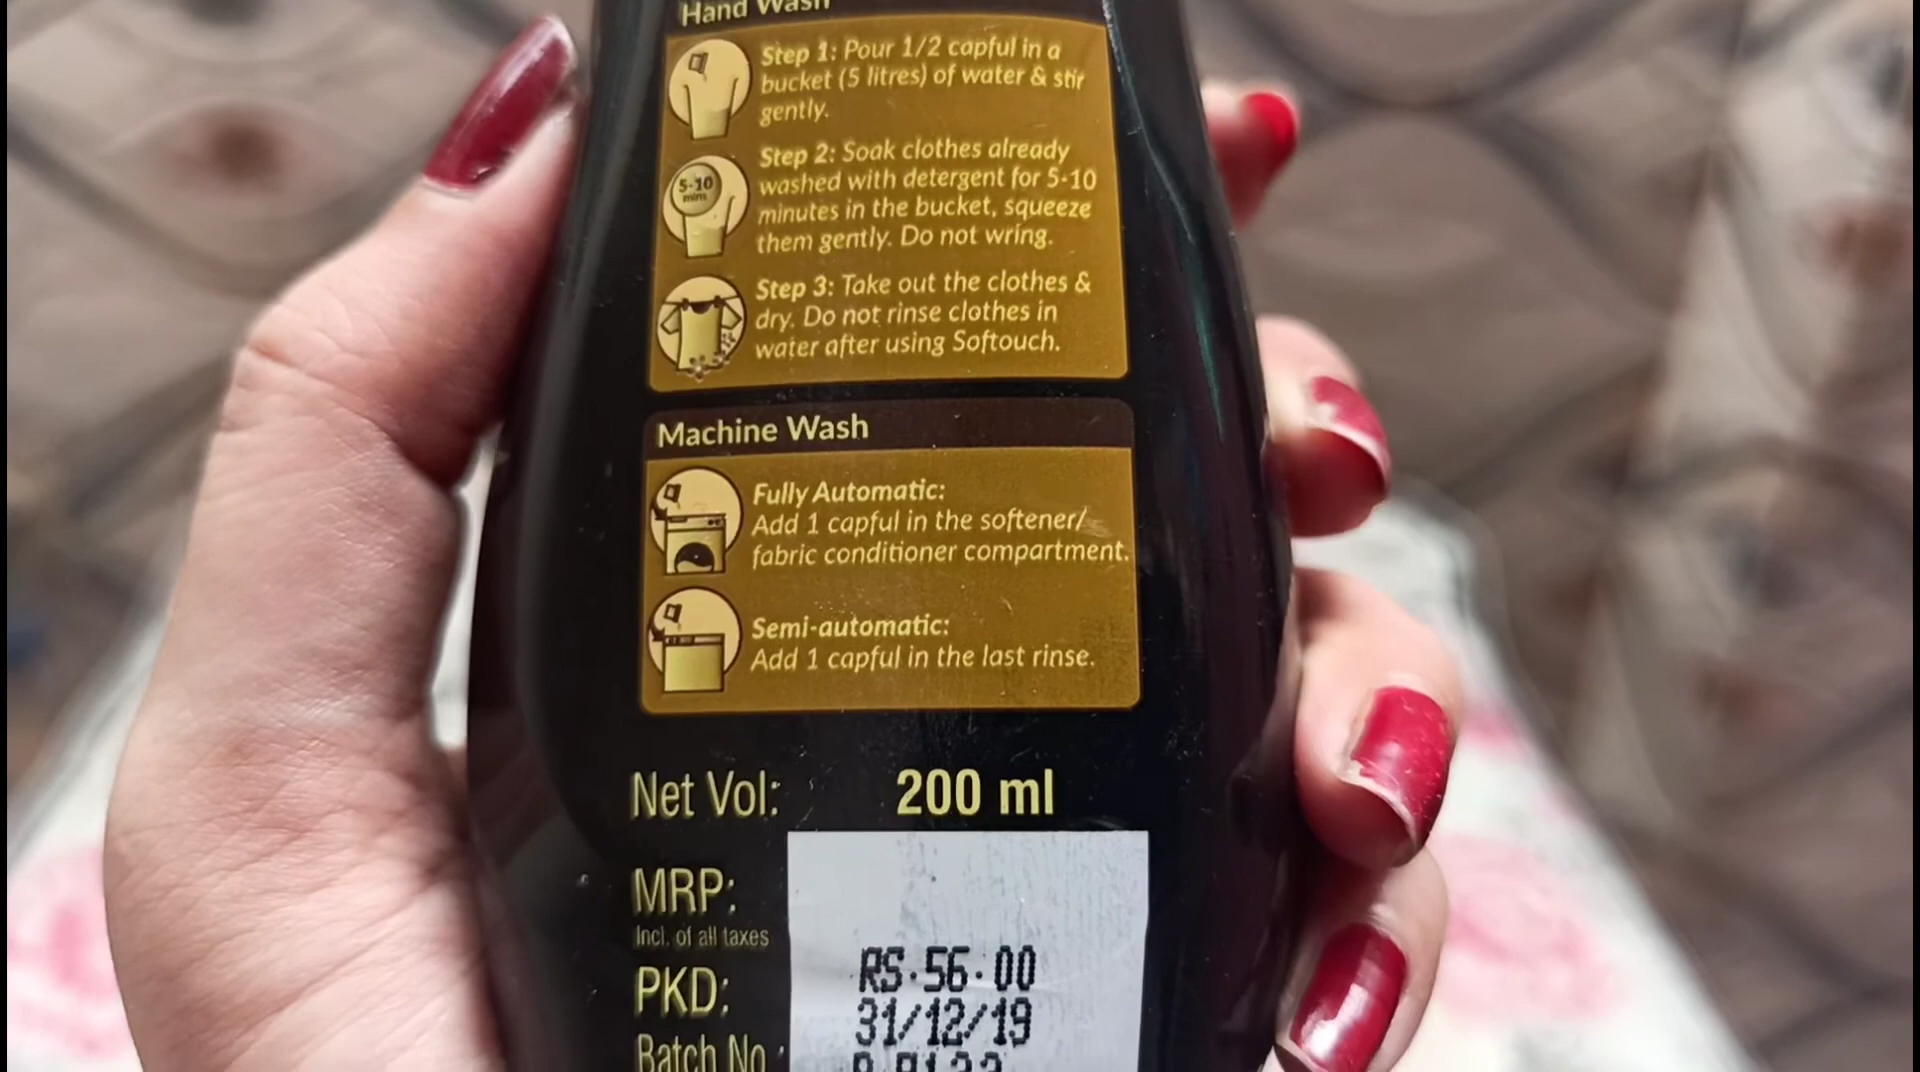 Hand Wash
Step 1: Pour 1/2 capful in a
bucket (5 litres) of water & stir
gently.
5-10
mins
Step 2: Soak clothes already
washed with detergent for 5-10
minutes in the bucket, squeeze
them gently. Do not wring.
Step 3: Take out the clothes &
dry. Do not rinse clothes in
water after using Softouch.
Machine Wash
Fully Automatic:
Add 1 capful in the softener/
fabric conditioner compartment.
Semi-automatic:
Add 1 capful in the last rinse.
Net Vol: 200 ml
MRP:
Incl. of all taxes
RS.56.00
PKD: 31/12/19
Batch No.: